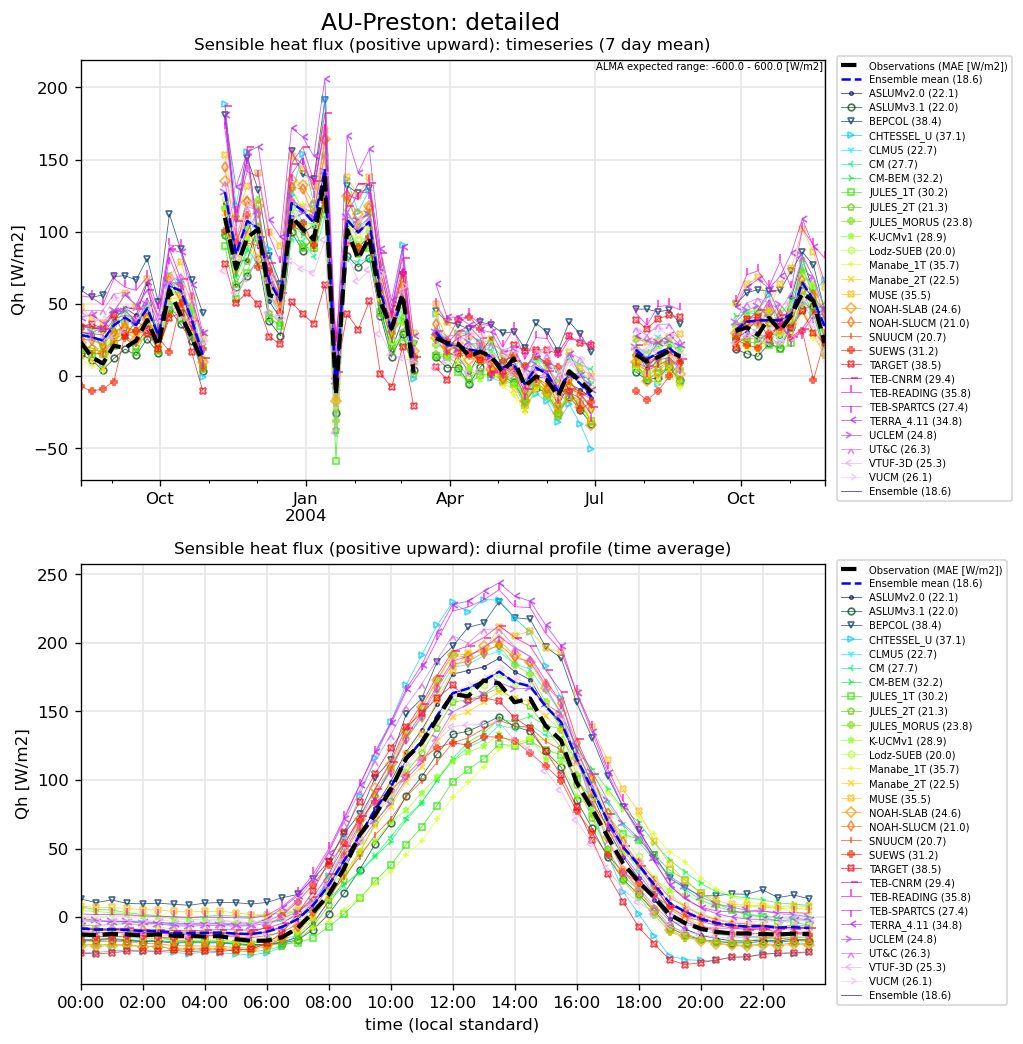 AU-Preston: detailed
Sensible heat flux (positive upward): timeseries (7 day mean)
ALMA expected range: -600.0 - 600.0 [W/m2]
Qh [W/m2]
200
150
100
50
0
−50
Oct
Jan
2004
Apr
Jul
Oct
Observations (MAE [W/m2])
Ensemble mean (18.6)
ASLUMv2.0 (22.1)
ASLUMv3.1 (22.0)
BEPCOL (38.4)
CHTESSEL_U (37.1)
CLMU5 (22.7)
CM (27.7)
CM-BEM (32.2)
JULES_1T (30.2)
JULES_2T (21.3)
JULES_MORUS (23.8)
K-UCMv1 (28.9)
Lodz-SUEB (20.0)
Manabe_1T (35.7)
Manabe_2T (22.5)
MUSE (35.5)
NOAH-SLAB (24.6)
NOAH-SLUCM (21.0)
SNUUCM (20.7)
SUEWS (31.2)
TARGET (38.5)
TEB-CNRM (29.4)
TEB-READING (35.8)
TEB-SPARTCS (27.4)
TERRA_4.11 (34.8)
UCLEM (24.8)
UT&C (26.3)
VTUF-3D (25.3)
VUCM (26.1)
Ensemble (18.6)
Sensible heat flux (positive upward): diurnal profile (time average)
Qh [W/m2]
250
200
150
100
50
0
00:00
02:00
04:00
06:00
08:00
10:00
12:00
14:00
16:00
18:00
20:00
22:00
time (local standard)
Observation (MAE [W/m2])
Ensemble mean (18.6)
ASLUMv2.0 (22.1)
ASLUMv3.1 (22.0)
BEPCOL (38.4)
CHTESSEL_U (37.1)
CLMU5 (22.7)
CM (27.7)
CM-BEM (32.2)
JULES_1T (30.2)
JULES_2T (21.3)
JULES_MORUS (23.8)
K-UCMv1 (28.9)
Lodz-SUEB (20.0)
Manabe_1T (35.7)
Manabe_2T (22.5)
MUSE (35.5)
NOAH-SLAB (24.6)
NOAH-SLUCM (21.0)
SNUUCM (20.7)
SUEWS (31.2)
TARGET (38.5)
TEB-CNRM (29.4)
TEB-READING (35.8)
TEB-SPARTCS (27.4)
TERRA_4.11 (34.8)
UCLEM (24.8)
UT&C (26.3)
VTUF-3D (25.3)
VUCM (26.1)
Ensemble (18.6)